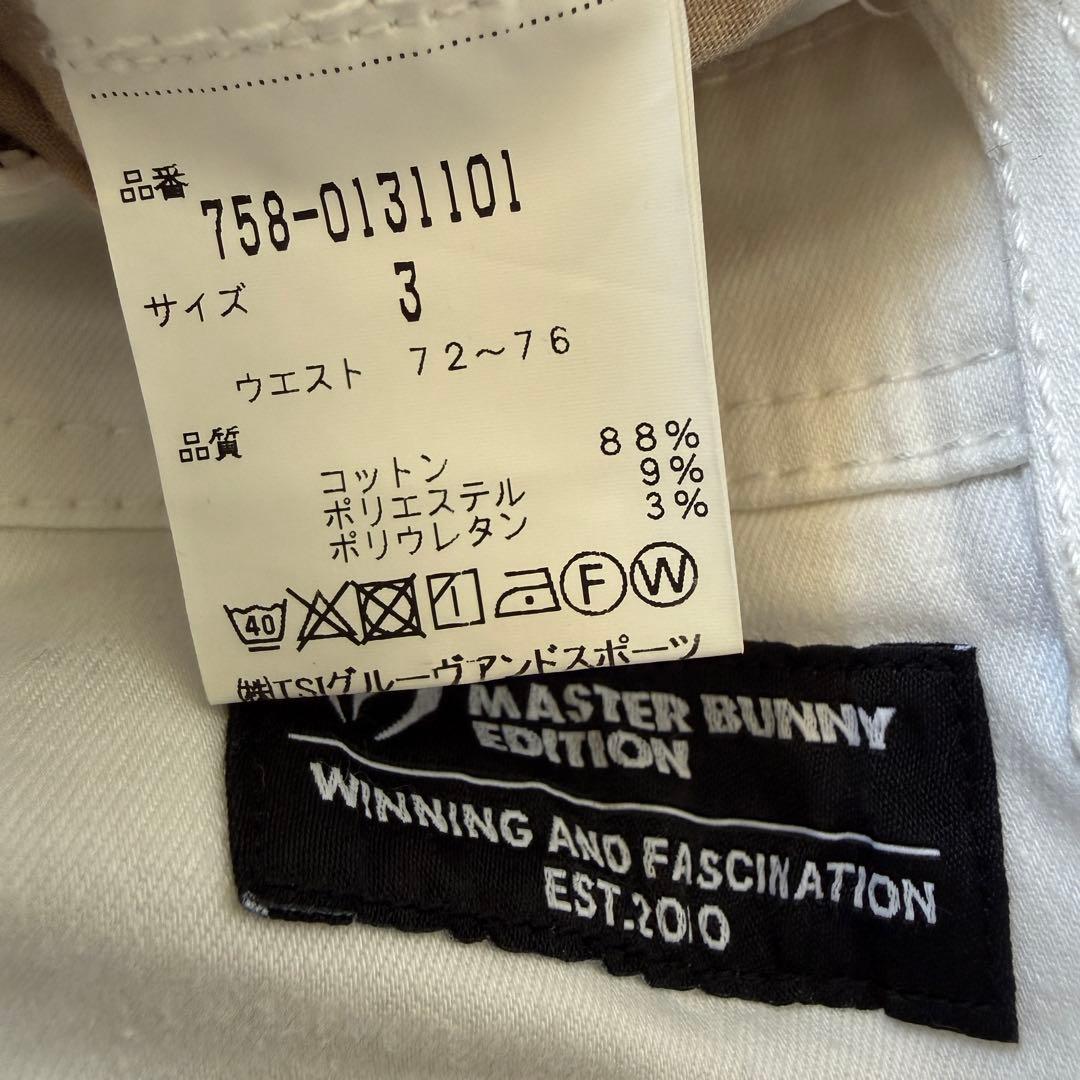 品番
758-0131101
サイズ 3
ウエスト 72～76
品質
コットン 88%
ポリエステル 9%
ポリウレタン 3%
40 F W
㈱TSIグルーヴアンドスポーツ
MASTER BUNNY
EDITION
WINNING AND FASCINATION
EST.2010